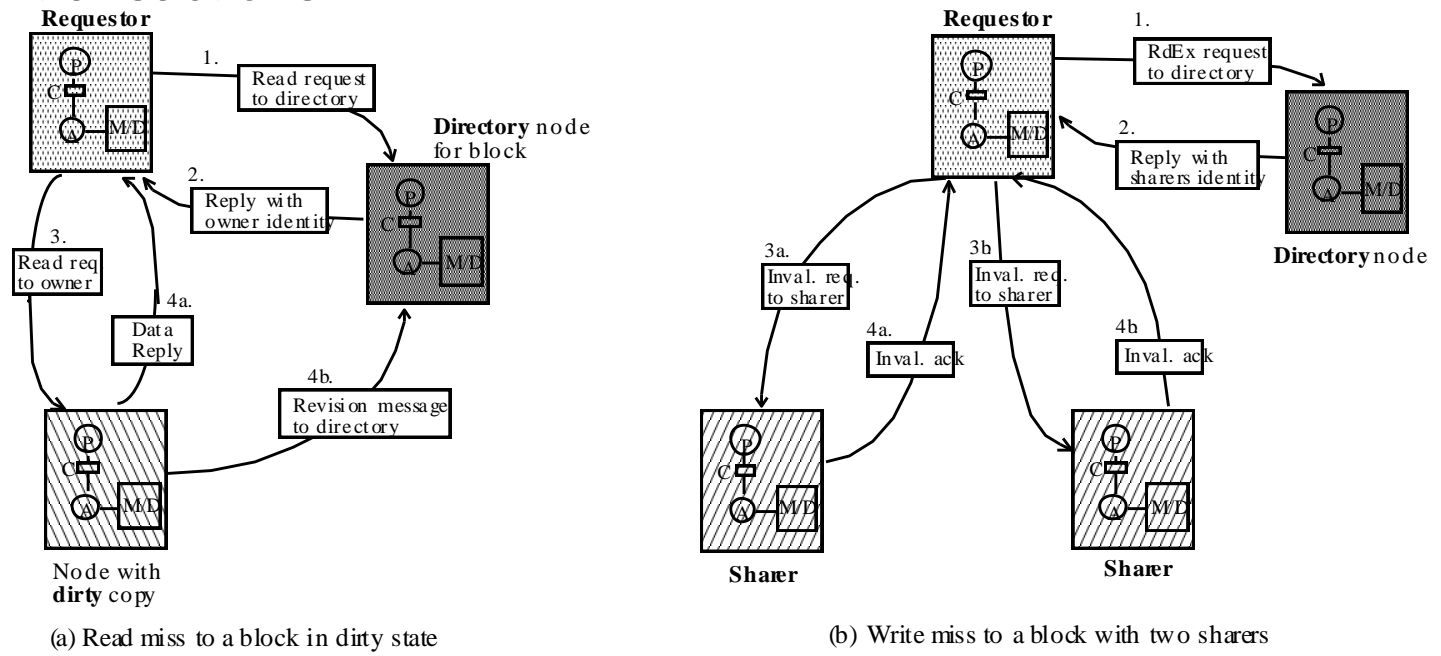 Requestor
P
C
A
M/D
1.
Read request
to directory
Directory node
for block
P
C
A
M/D
2.
Reply with
owner identity
3.
Read req
to owner
4a.
Data
Reply
4b.
Revision message
to directory
P
C
A
M/D
Node with
dirty copy
(a) Read miss to a block in dirty state
Requestor
P
C
A
M/D
1.
RdEx request
to directory
P
C
A
M/D
Directory node
2.
Reply with
sharers identity
3a.
Inval. req.
to sharer
3b.
Inval. req.
to sharer
4a.
Inval. ack
4b.
Inval. ack
P
C
A
M/D
Sharer
P
C
A
M/D
Sharer
(b) Write miss to a block with two sharers